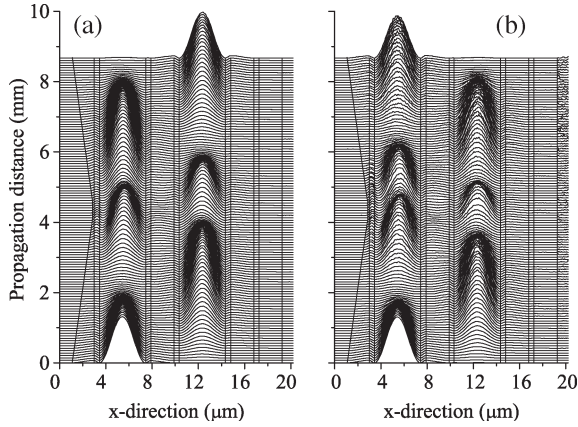 (a)
(b)
10
8
6
4
2
0
Propagation distance (mm)
0 4 8 12 16 20
0 4 8 12 16 20
x-direction (μm)
x-direction (μm)